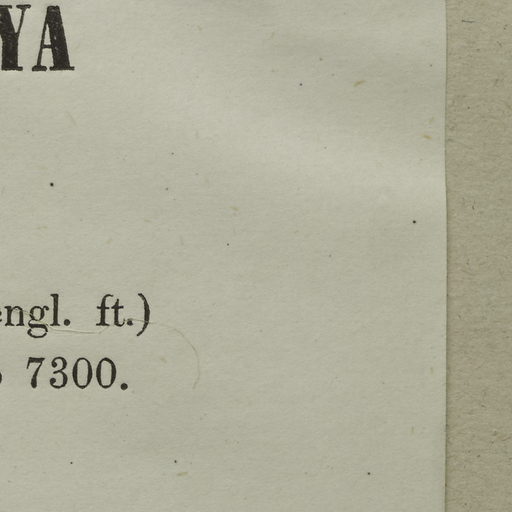 YA
engl. ft.)
7300.